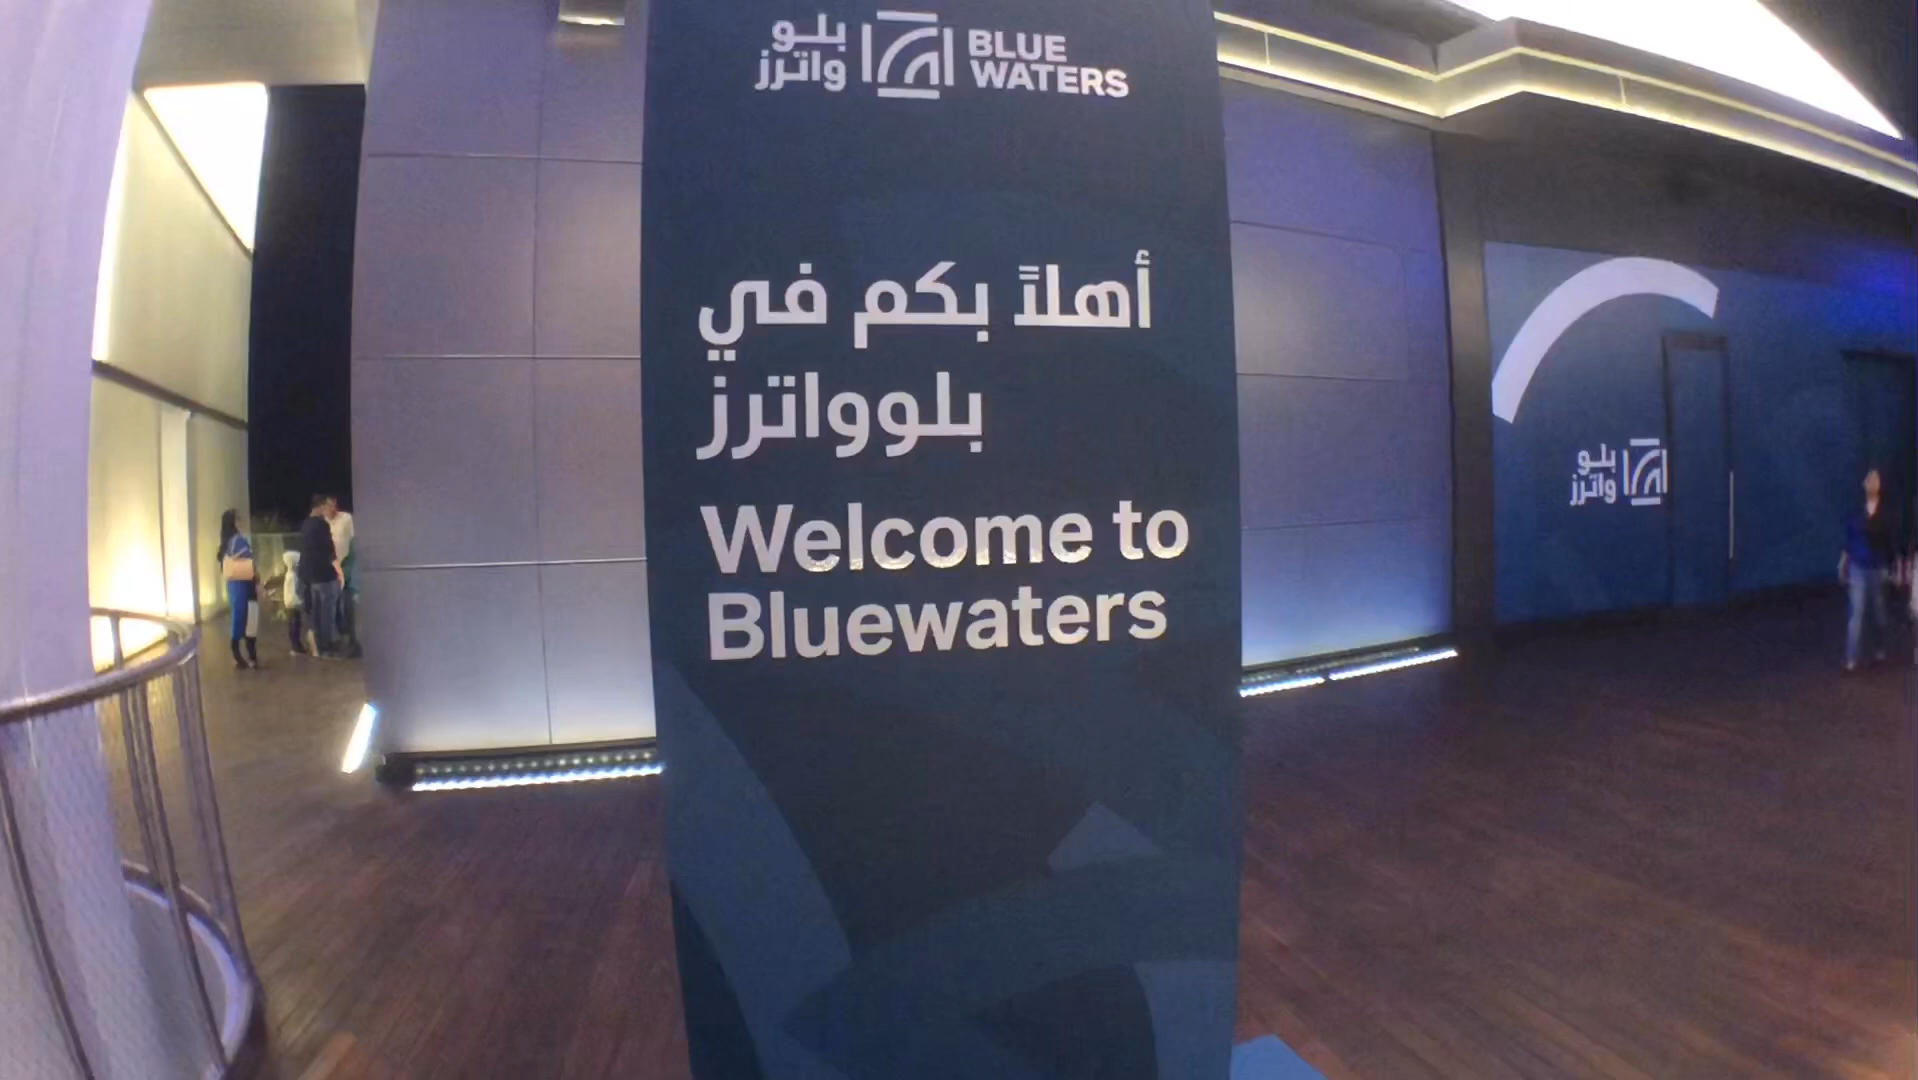 بلو
واترز
BLUE
WATERS
أهلاً بكم في
بلوواترز
Welcome to
Bluewaters
بلو
واترز